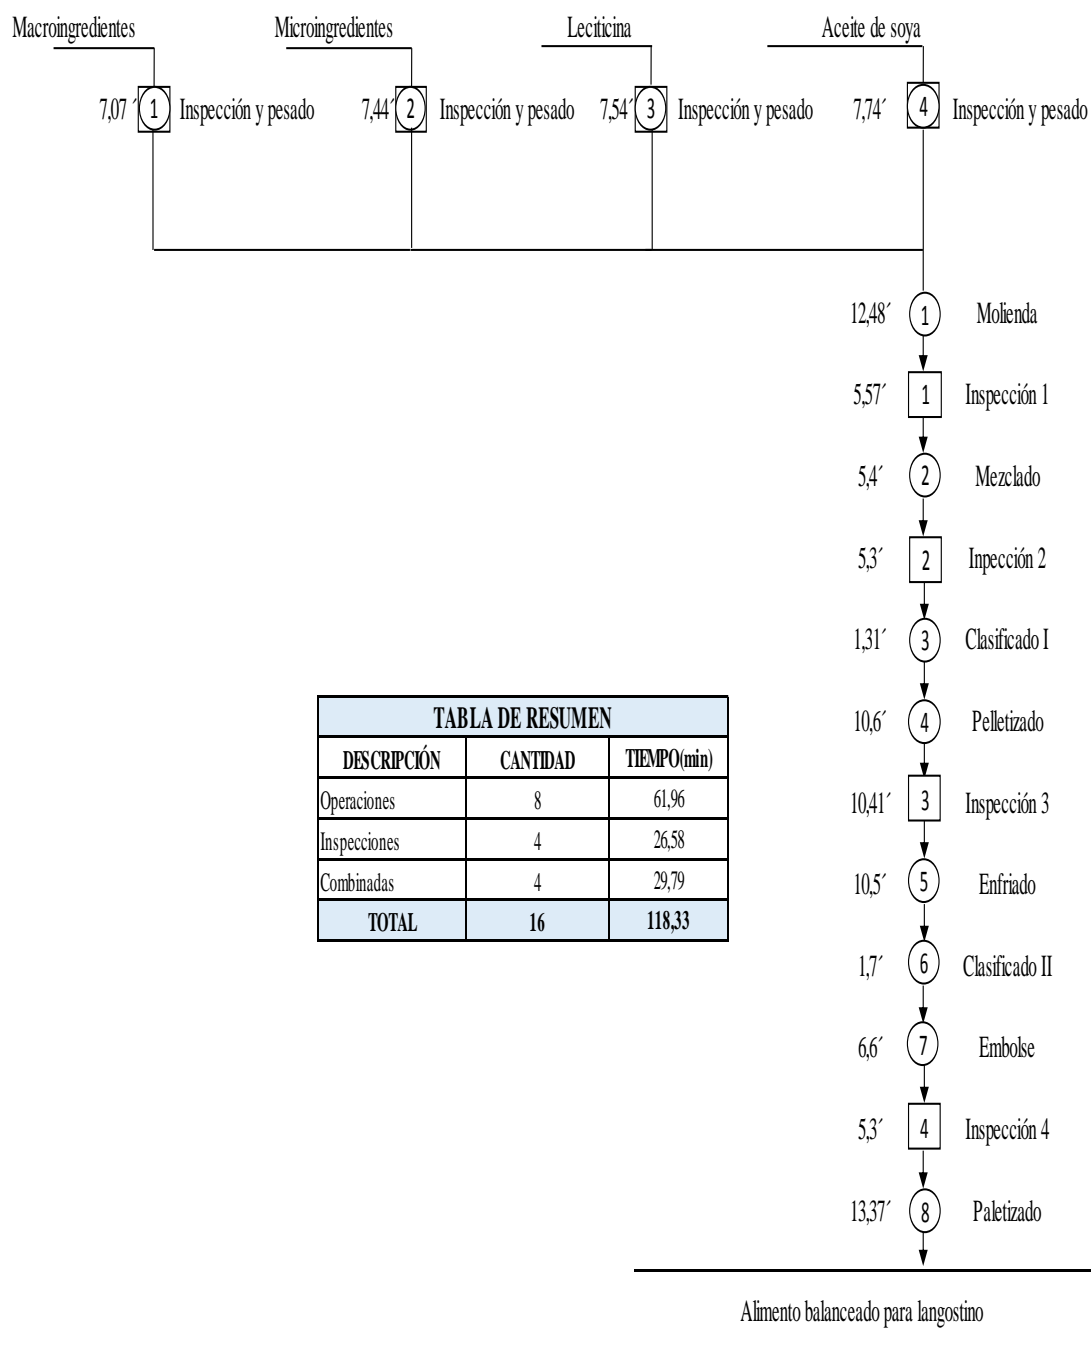 Macroingredientes Microingredientes Leciticina Aceite de soya
7,07 ´ 1 Inspección y pesado 7,44´ 2 Inspección y pesado 7,54´ 3 Inspección y pesado 7,74´ 4 Inspección y pesado
12,48´ 1 Molienda
5,57´ 1 Inspección 1
5,4´ 2 Mezclado
5,3´ 2 Inpección 2
1,31´ 3 Clasificado I
10,6´ 4 Pelletizado
10,41´ 3 Inspección 3
10,5´ 5 Enfriado
1,7´ 6 Clasificado II
6,6´ 7 Embolse
5,3´ 4 Inspección 4
13,37´ 8 Paletizado
Alimento balanceado para langostino
TABLA DE RESUMEN
DESCRIPCIÓN CANTIDAD TIEMPO(min)
Operaciones 8 61,96
Inspecciones 4 26,58
Combinadas 4 29,79
TOTAL 16 118,33